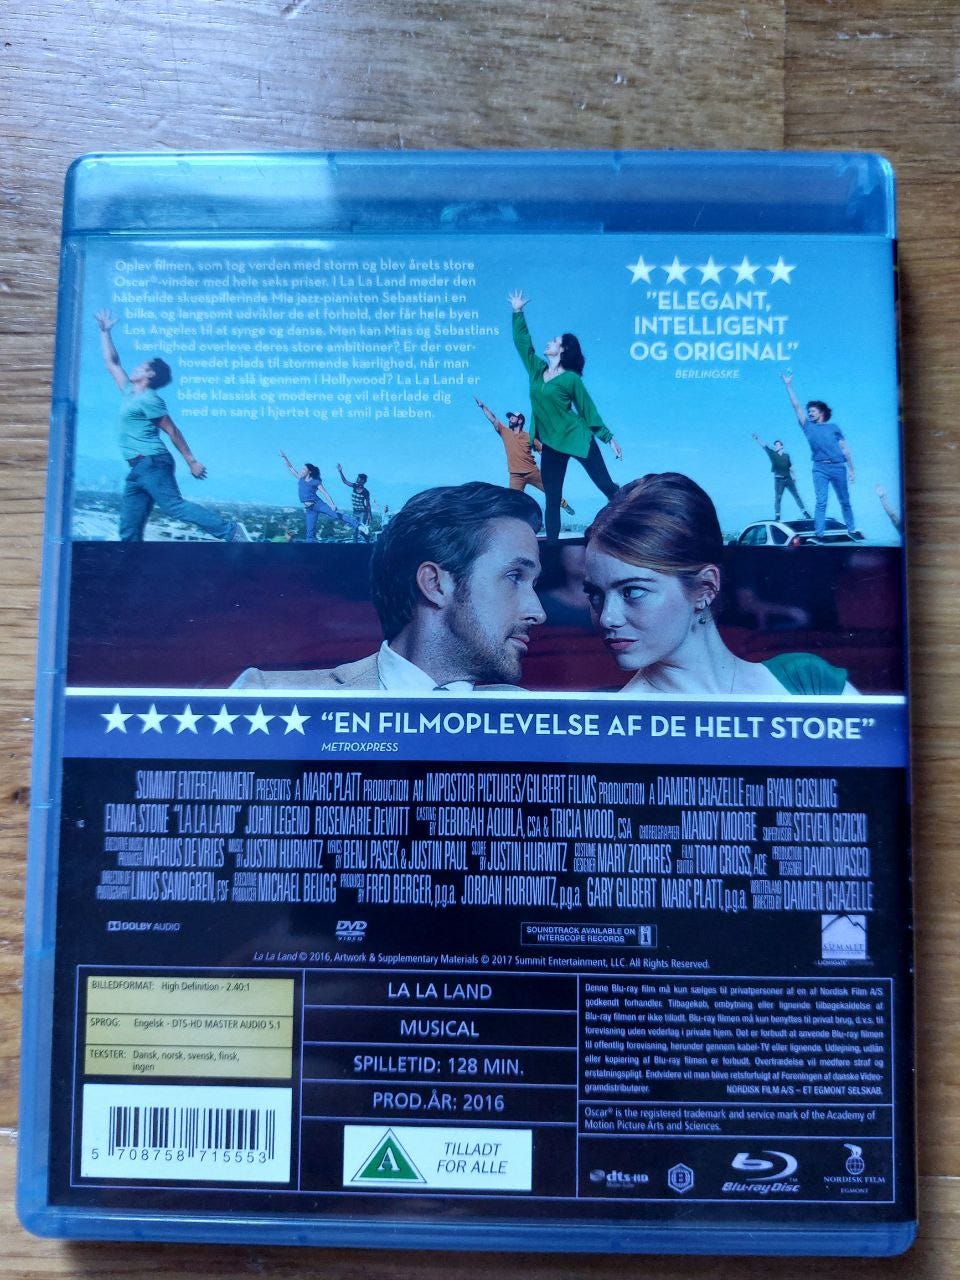 Oplev filmen, som tog verden med storm og blev årets store
Oscar®-vinder med hele seks priser. I La La Land møder den
håbefulde skuespillerinde Mia jazz-pianisten Sebastian i en
bilkø, og langsomt udvikler de et forhold, der får hele byen
Los Angeles til at synge og danse. Men kan Mias og Sebastians
kærlighed overleve deres store ambitioner? Er der over-
hovedet plads til stormende kærlighed, når man
prøver at slå igennem i Hollywood? La La Land er
både klassisk og moderne og vil efterlade dig
med en sang i hjertet og et smil på læben.
"ELEGANT,
INTELLIGENT
OG ORIGINAL"
BERLINGSKE
"EN FILMOPLEVELSE AF DE HELT STORE"
METROXPRESS
SUMMIT ENTERTAINMENT PRESENTS A MARC PLATT PRODUCTION AN IMPOSTOR PICTURES/GILBERT FILMS PRODUCTION A DAMIEN CHAZELLE FILM RYAN GOSLING
EMMA STONE "LA LA LAND" JOHN LEGEND ROSEMARIE DEWITT CASTING BY DEBORAH AQUILA, CSA & TRICIA WOOD, CSA CHOREOGRAPHER MANDY MOORE MUSIC SUPERVISOR STEVEN GIZICKI
EXECUTIVE MUSIC PRODUCER MARIUS DE VRIES MUSIC BY JUSTIN HURWITZ LYRICS BY BENJ PASEK & JUSTIN PAUL SCORE BY JUSTIN HURWITZ COSTUME DESIGNER MARY ZOPHRES FILM EDITOR TOM CROSS, ACE PRODUCTION DESIGNER DAVID WASCO
DIRECTOR OF PHOTOGRAPHY LINUS SANDGREN, FSF EXECUTIVE PRODUCER MICHAEL BEUGG PRODUCED BY FRED BERGER, p.g.a. JORDAN HOROWITZ, p.g.a. GARY GILBERT MARC PLATT, p.g.a. WRITTEN AND DIRECTED BY DAMIEN CHAZELLE
DOLBY AUDIO
DVD VIDEO
SOUNDTRACK AVAILABLE ON
INTERSCOPE RECORDS
SUMMIT
LIONSGATE
La La Land © 2016, Artwork & Supplementary Materials © 2017 Summit Entertainment, LLC. All Rights Reserved.
BILLEDFORMAT: High Definition - 2.40:1
SPROG: Engelsk - DTS-HD MASTER AUDIO 5.1
TEKSTER: Dansk, norsk, svensk, finsk,
ingen
5 708758 715553
LA LA LAND
MUSICAL
SPILLETID: 128 MIN.
PROD.ÅR: 2016
A
TILLADT
FOR ALLE
Denne Blu-ray film må kun sælges til privatpersoner af en af Nordisk Film A/S
godkendt forhandler. Tilbagekøb, ombytning eller lignende tilbagekaldelse af
Blu-ray filmen er ikke tilladt. Blu-ray filmen må kun benyttes til privat brug, d.v.s. til
forevisning uden vederlag i private hjem. Det er forbudt at anvende Blu-ray filmen
til offentlig forevisning, herunder gennem kabel-TV eller lignende. Udlejning, udlån
eller kopiering af Blu-ray filmen er forbudt. Overtrædelse vil medføre straf og
erstatningspligt. Endvidere vil man blive retsforfulgt af Foreningen af danske Video-
gramdistributører. NORDISK FILM A/S – ET EGMONT SELSKAB.
Oscar® is the registered trademark and service mark of the Academy of
Motion Picture Arts and Sciences.
dts-HD
B
Blu-ray Disc
NORDISK FILM
EGMONT